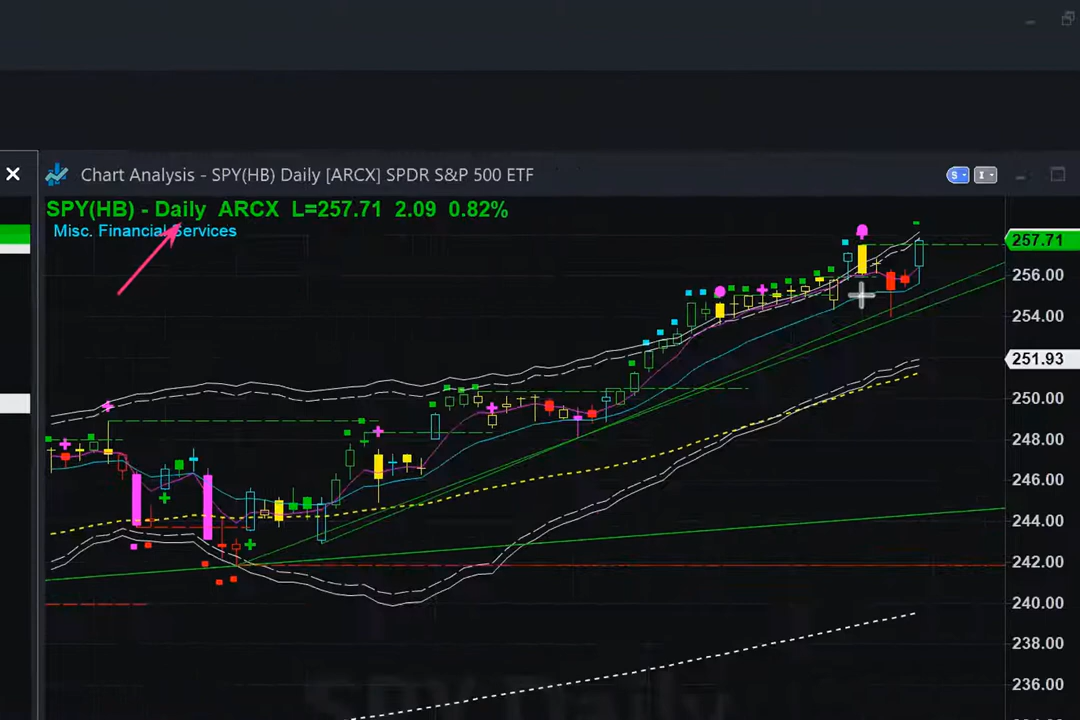 Chart Analysis - SPY(HB) Daily [ARCX] SPDR S&P 500 ETF
S
I
SPY(HB) - Daily ARCX L=257.71 2.09 0.82%
Misc. Financial Services
257.71
256.00
254.00
251.93
250.00
248.00
246.00
244.00
242.00
240.00
238.00
236.00
SPY Daily